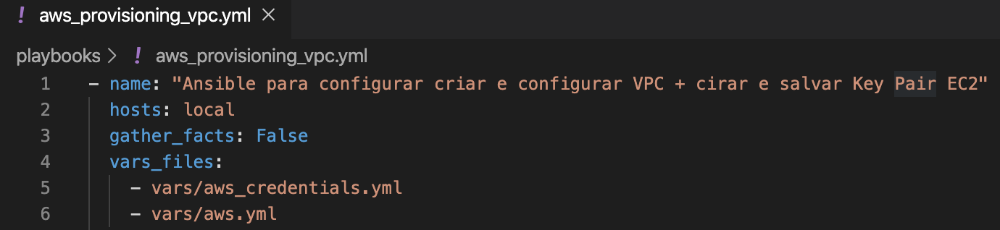 ! aws_provisioning_vpc.yml ×
playbooks > ! aws_provisioning_vpc.yml
1 - name: "Ansible para configurar criar e configurar VPC + cirar e salvar Key Pair EC2"
2 hosts: local
3 gather_facts: False
4 vars_files:
5 - vars/aws_credentials.yml
6 - vars/aws.yml